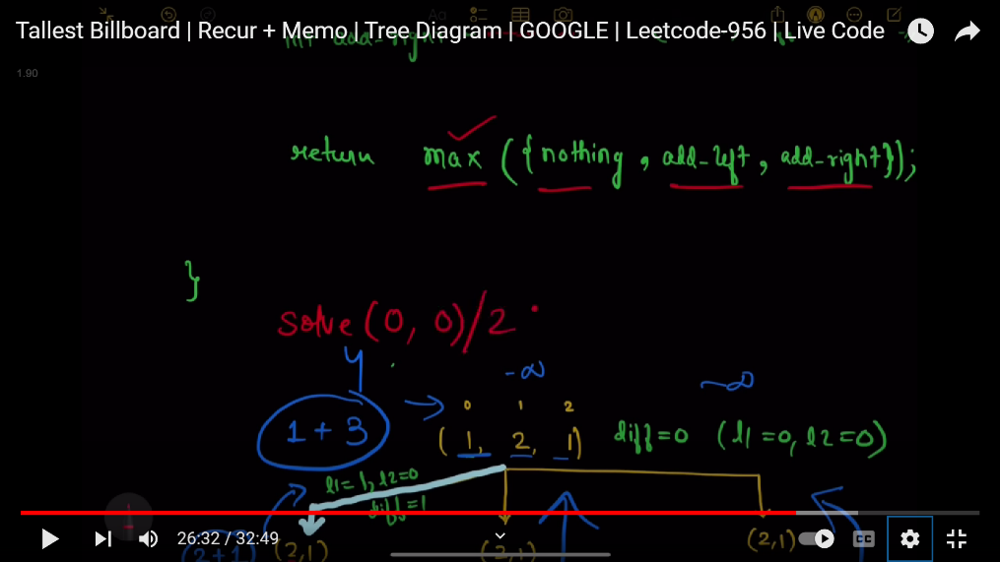 Tallest Billboard | Recur + Memo | Tree Diagram | GOOGLE | Leetcode-956 | Live Code
int add-right
1.90
return max ({nothing, add-left, add-right});
}
solve (0, 0)/2
4
-∞
-∞
0 1 2
1 + 3 → (1, 2, 1) diff=0 (l1=0, l2=0)
l1=1, l2=0
diff=1
26:32 / 32:49
CC
(2+1) (2,1) (2,1) (2,1)